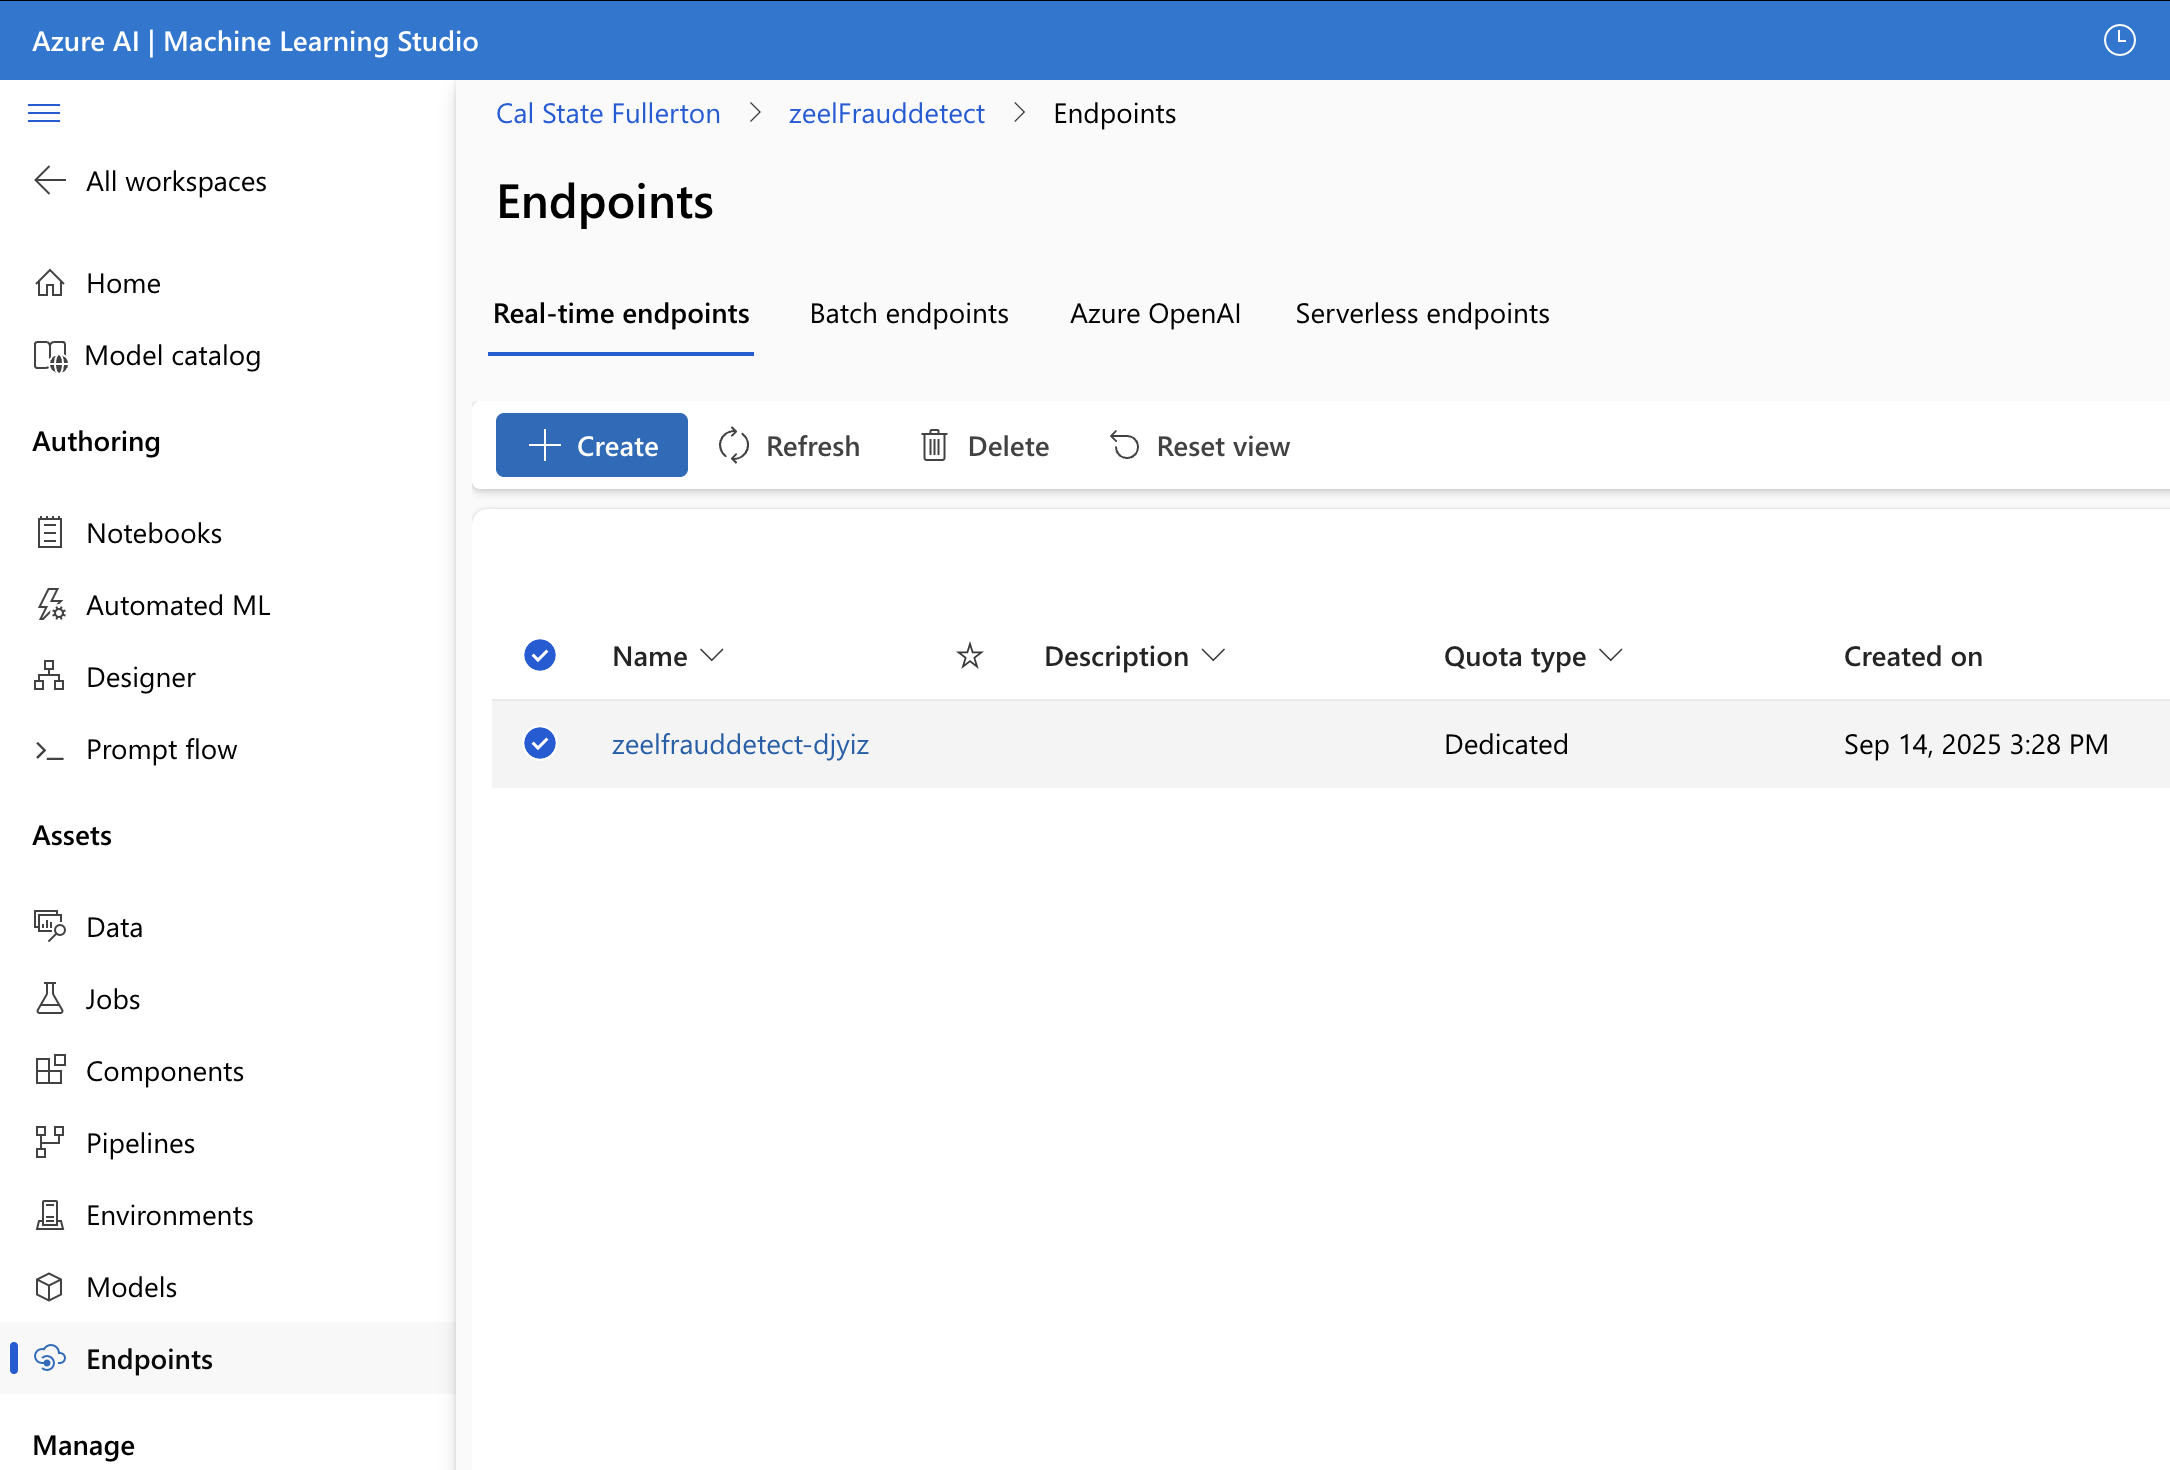 Azure AI | Machine Learning Studio
All workspaces
Home
Model catalog
Authoring
Notebooks
Automated ML
Designer
Prompt flow
Assets
Data
Jobs
Components
Pipelines
Environments
Models
Endpoints
Manage
Cal State Fullerton > zeelFrauddetect > Endpoints
Endpoints
Real-time endpoints Batch endpoints Azure OpenAI Serverless endpoints
Create Refresh Delete Reset view
Name Description Quota type Created on
zeelfrauddetect-djyiz Dedicated Sep 14, 2025 3:28 PM